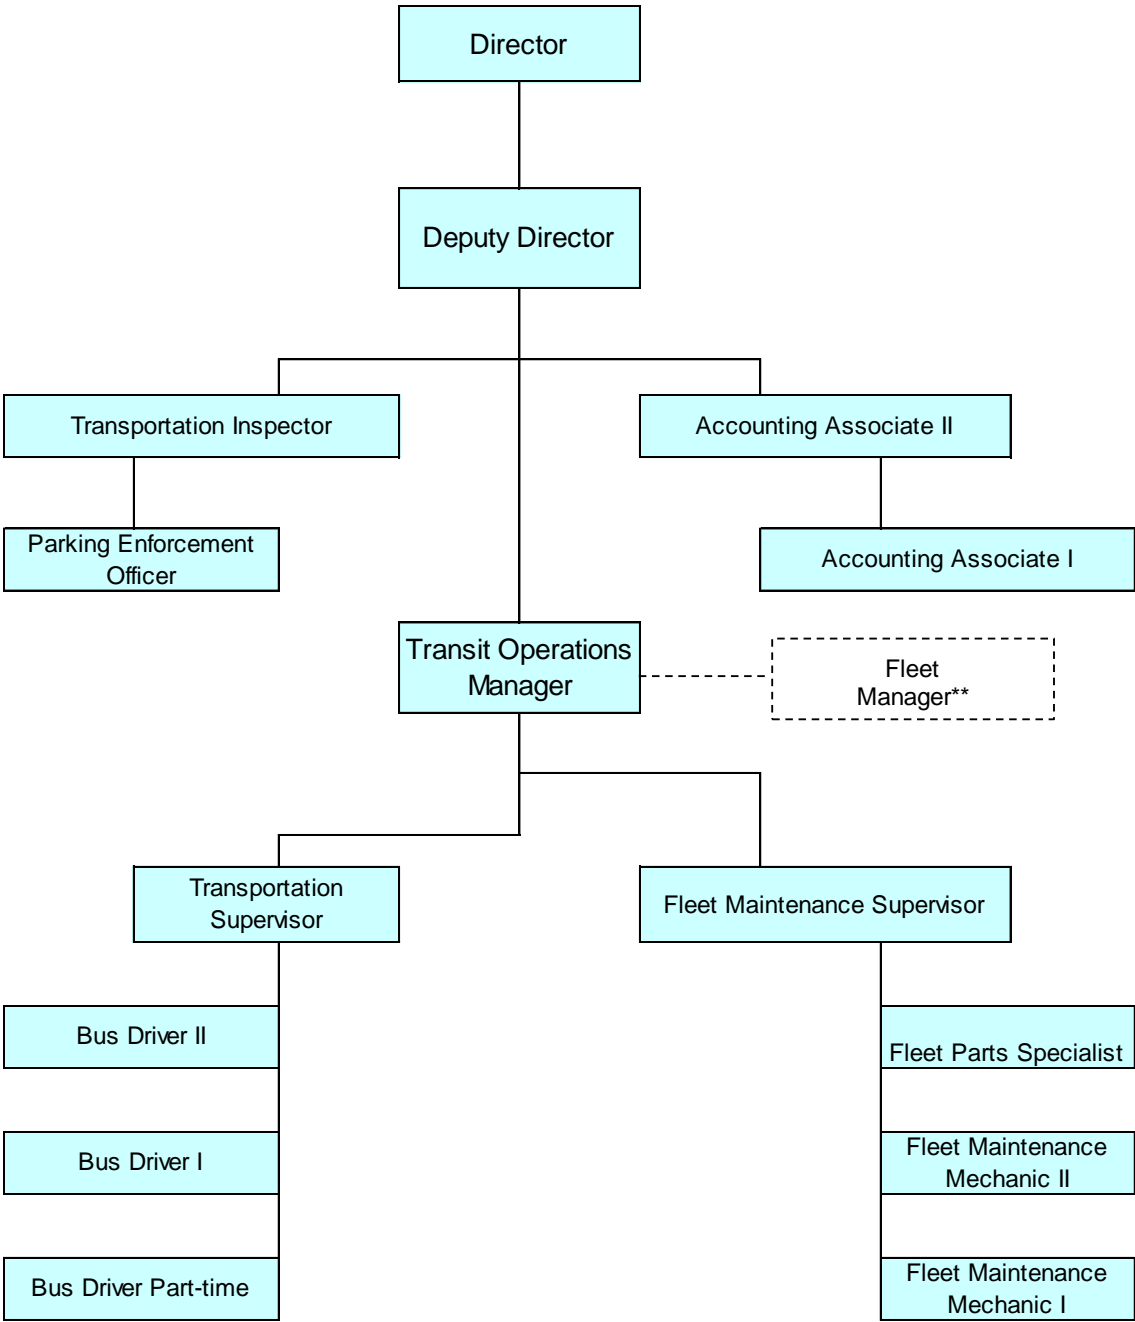 Director
Deputy Director
Transportation Inspector
Accounting Associate II
Parking Enforcement
Officer
Accounting Associate I
Transit Operations
Manager
Fleet
Manager**
Transportation
Supervisor
Fleet Maintenance Supervisor
Bus Driver II
Fleet Parts Specialist
Bus Driver I
Fleet Maintenance
Mechanic II
Bus Driver Part-time
Fleet Maintenance
Mechanic I